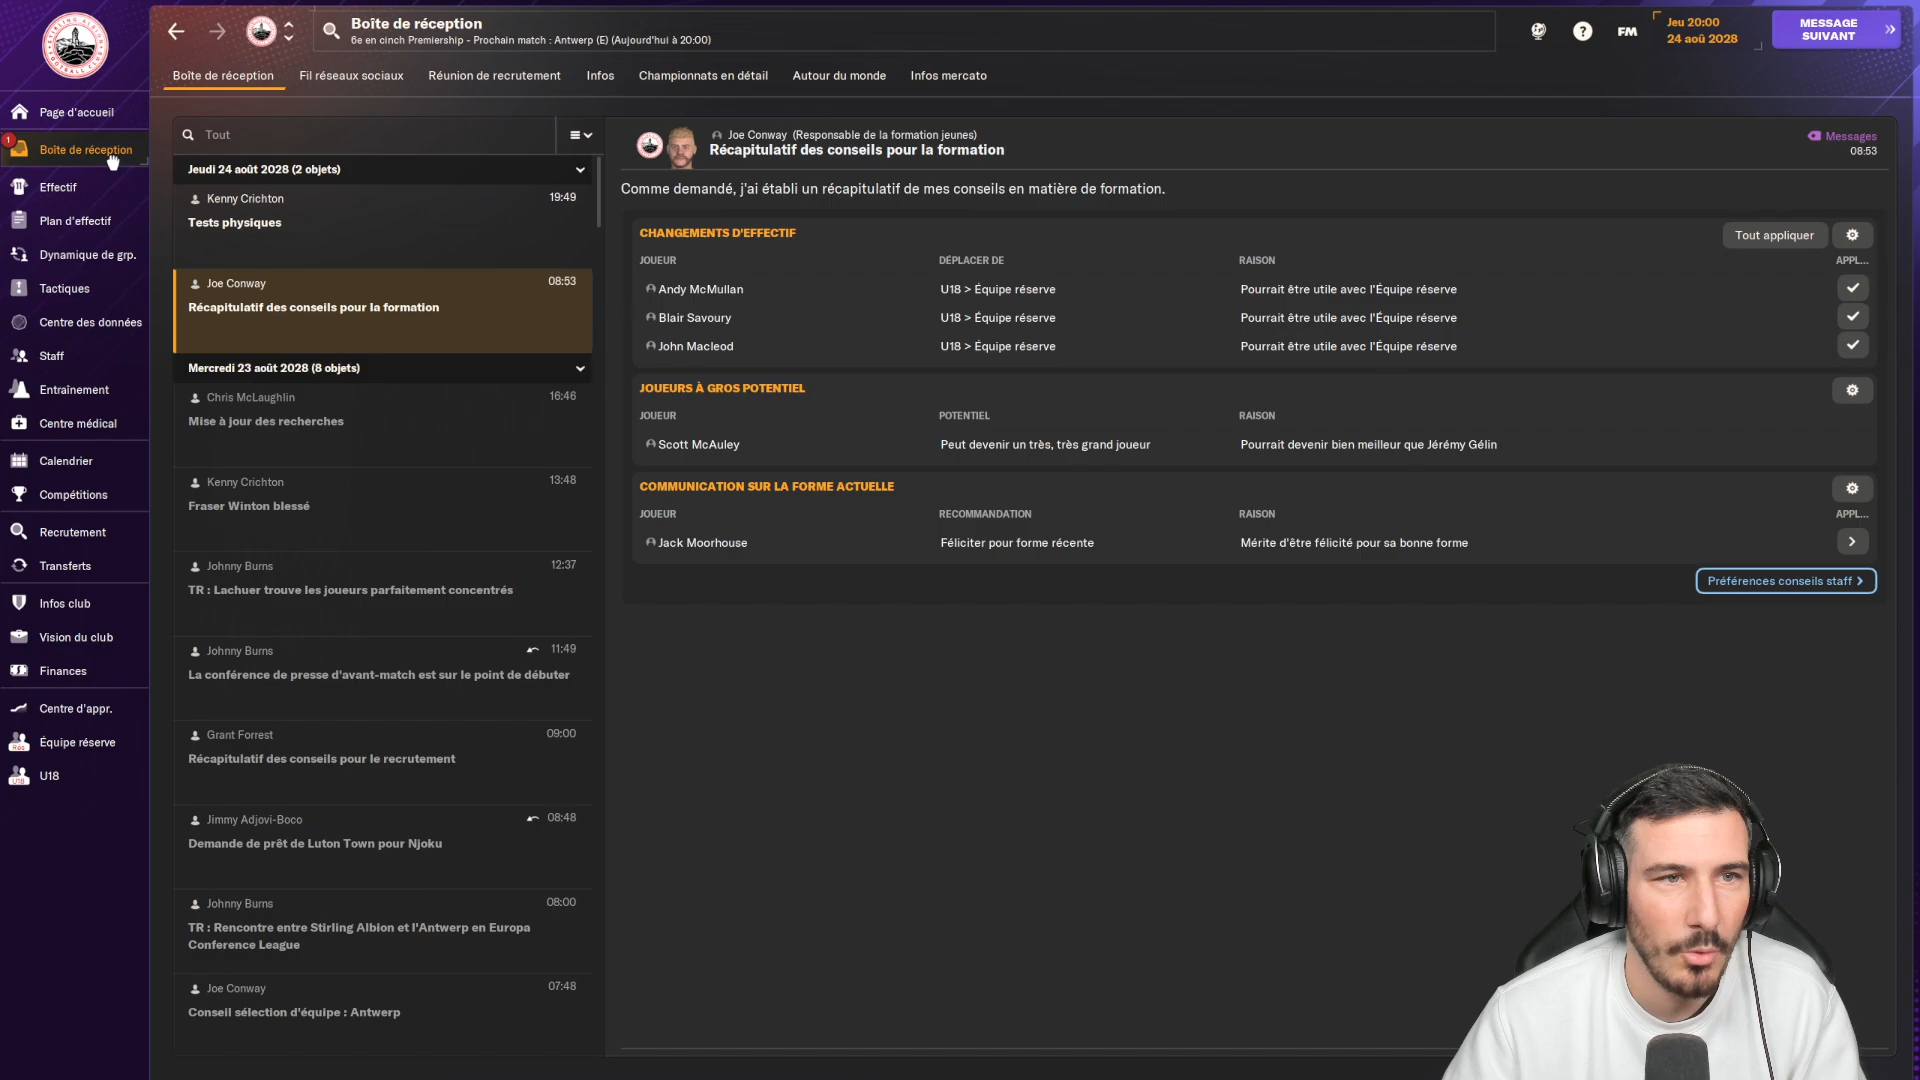 Boîte de réception
6e en cinch Premiership - Prochain match : Antwerp (E) (Aujourd'hui à 20:00)
FM
Jeu 20:00
24 aoû 2028
MESSAGE
SUIVANT
Boîte de réception
Fil réseaux sociaux
Réunion de recrutement
Infos
Championnats en détail
Autour du monde
Infos mercato
Page d'accueil
1
Boîte de réception
Effectif
Plan d'effectif
Dynamique de grp.
Tactiques
Centre des données
Staff
Entraînement
Centre médical
Calendrier
Compétitions
Recrutement
Transferts
Infos club
Vision du club
Finances
Centre d'appr.
Équipe réserve
U18
Tout
Jeudi 24 août 2028 (2 objets)
Kenny Crichton
19:49
Tests physiques
Joe Conway
08:53
Récapitulatif des conseils pour la formation
Mercredi 23 août 2028 (8 objets)
Chris McLaughlin
16:46
Mise à jour des recherches
Kenny Crichton
13:48
Fraser Winton blessé
Johnny Burns
12:37
TR : Lachuer trouve les joueurs parfaitement concentrés
Johnny Burns
11:49
La conférence de presse d'avant-match est sur le point de débuter
Grant Forrest
09:00
Récapitulatif des conseils pour le recrutement
Jimmy Adjovi-Boco
08:48
Demande de prêt de Luton Town pour Njoku
Johnny Burns
08:00
TR : Rencontre entre Stirling Albion et l'Antwerp en Europa
Conference League
Joe Conway
07:48
Conseil sélection d'équipe : Antwerp
Joe Conway (Responsable de la formation jeunes)
Récapitulatif des conseils pour la formation
Messages
08:53
Comme demandé, j'ai établi un récapitulatif de mes conseils en matière de formation.
CHANGEMENTS D'EFFECTIF
Tout appliquer
JOUEUR
DÉPLACER DE
RAISON
APPL...
Andy McMullan
U18 > Équipe réserve
Pourrait être utile avec l'Équipe réserve
Blair Savoury
U18 > Équipe réserve
Pourrait être utile avec l'Équipe réserve
John Macleod
U18 > Équipe réserve
Pourrait être utile avec l'Équipe réserve
JOUEURS À GROS POTENTIEL
JOUEUR
POTENTIEL
RAISON
Scott McAuley
Peut devenir un très, très grand joueur
Pourrait devenir bien meilleur que Jérémy Gélin
COMMUNICATION SUR LA FORME ACTUELLE
JOUEUR
RECOMMANDATION
RAISON
APPL...
Jack Moorhouse
Féliciter pour forme récente
Mérite d'être félicité pour sa bonne forme
Préférences conseils staff